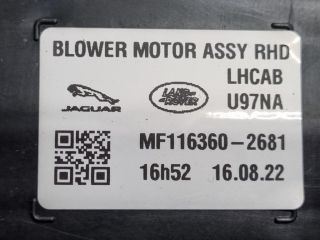 BLOWER MOTOR ASSY RHD
LHCAB
JAGUAR
LAND ROVER
U97NA
MF116360-2681
16h52 16.08.22